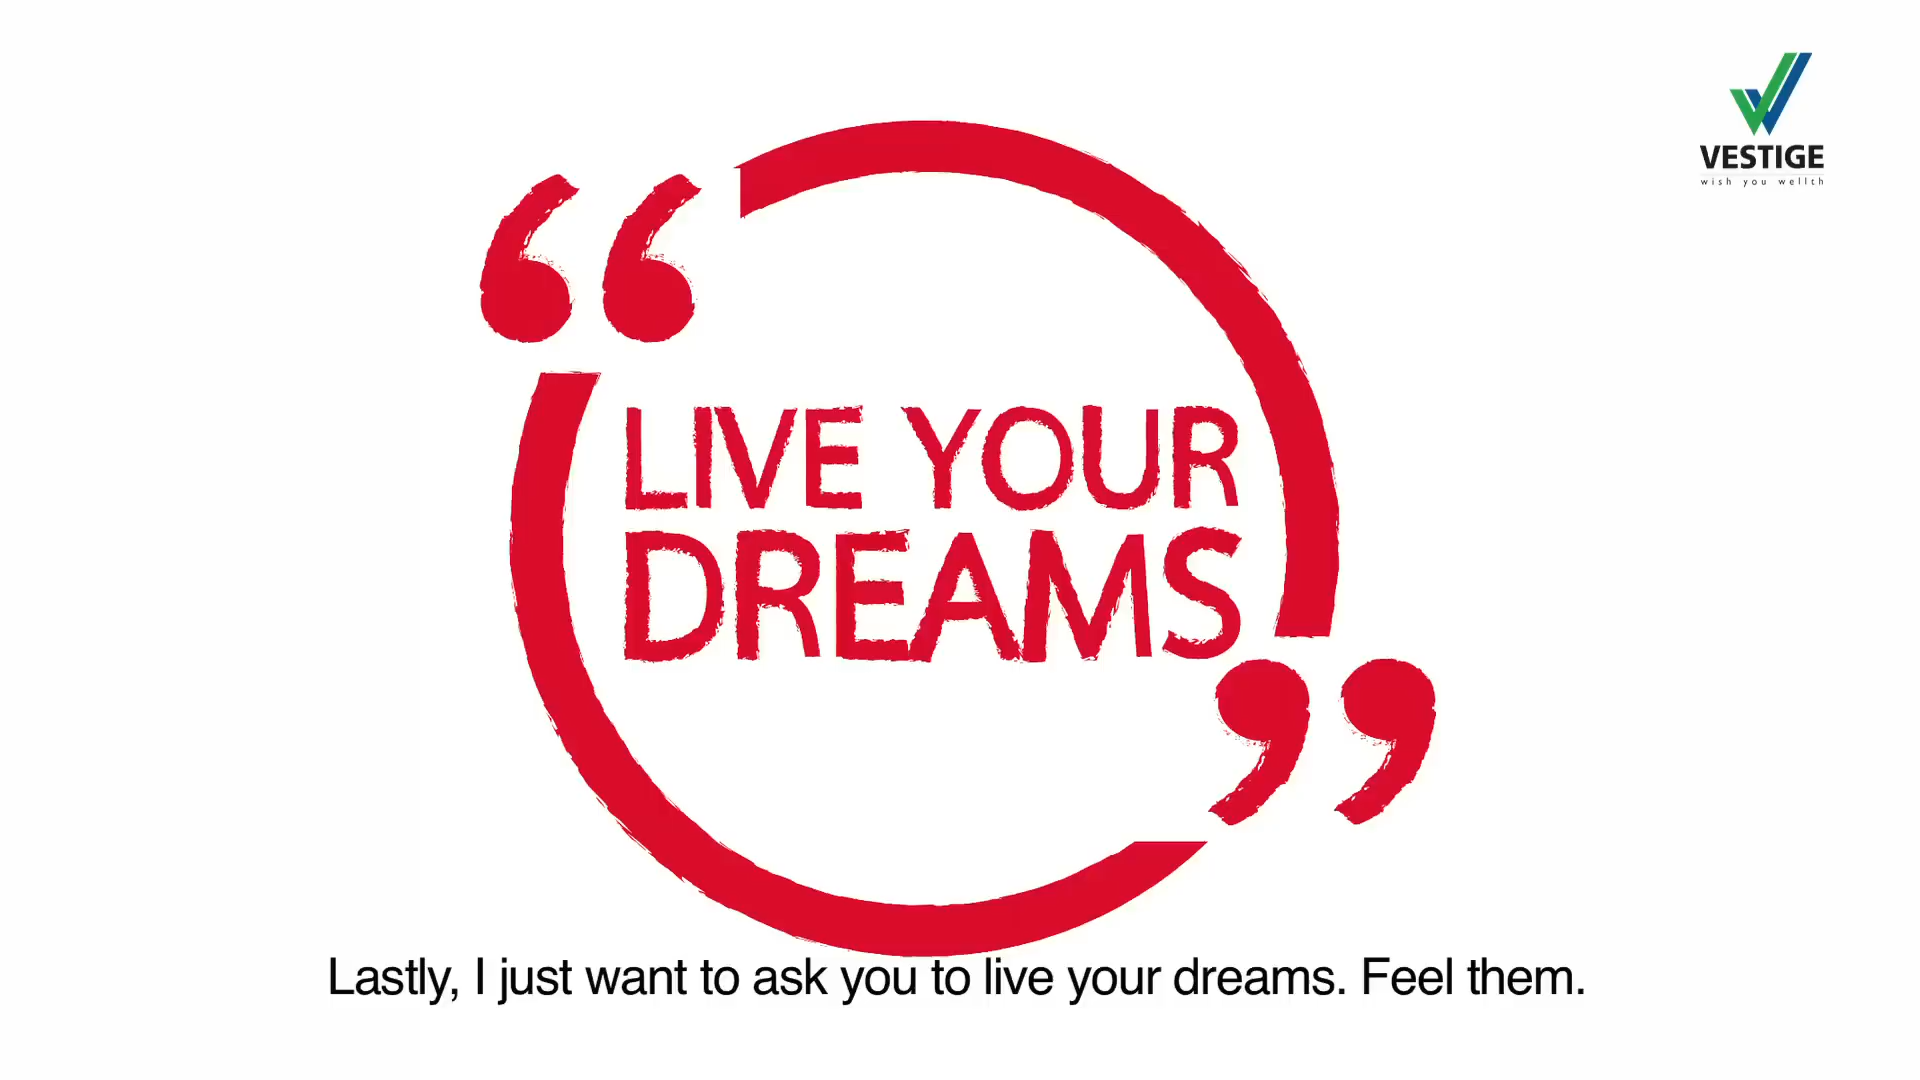 VESTIGE
wish you wellth
“
LIVE YOUR
DREAMS
”
Lastly, I just want to ask you to live your dreams. Feel them.